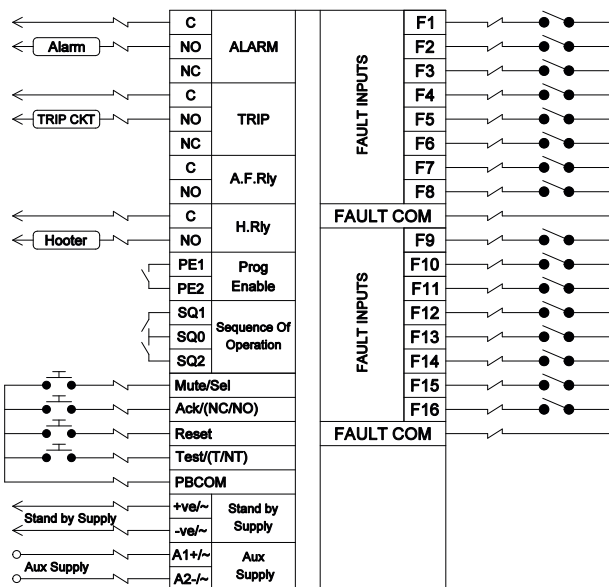 C
NO
NC
ALARM
Alarm
C
NO
NC
TRIP
TRIP CKT
C
NO
A.F.Rly
C
NO
H.Rly
Hooter
PE1
PE2
Prog
Enable
SQ1
SQ0
SQ2
Sequence Of
Operation
Mute/Sel
Ack/(NC/NO)
Reset
Test/(T/NT)
PBCOM
+ve/~
-ve/~
Stand by
Supply
Stand by Supply
A1+/~
A2-/~
Aux
Supply
Aux Supply
FAULT INPUTS
F1
F2
F3
F4
F5
F6
F7
F8
FAULT COM
FAULT INPUTS
F9
F10
F11
F12
F13
F14
F15
F16
FAULT COM